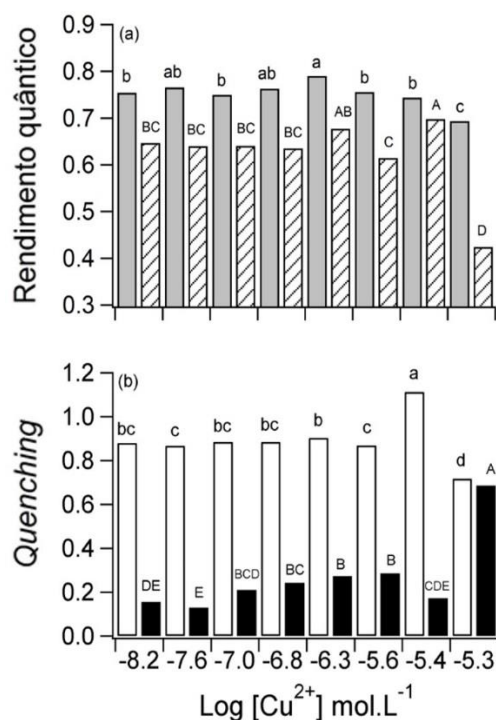 (a)
Rendimento quântico
0.9
0.8
0.7
0.6
0.5
0.4
0.3
b ab b ab a b b c
BC BC BC BC AB C A D
(b)
Quenching
1.2
1.0
0.8
0.6
0.4
0.2
0.0
bc c bc bc b c a d
DE E BCD BC B B CDE A
-8.2 -7.6 -7.0 -6.8 -6.3 -5.6 -5.4 -5.3
Log [Cu²⁺] mol.L⁻¹